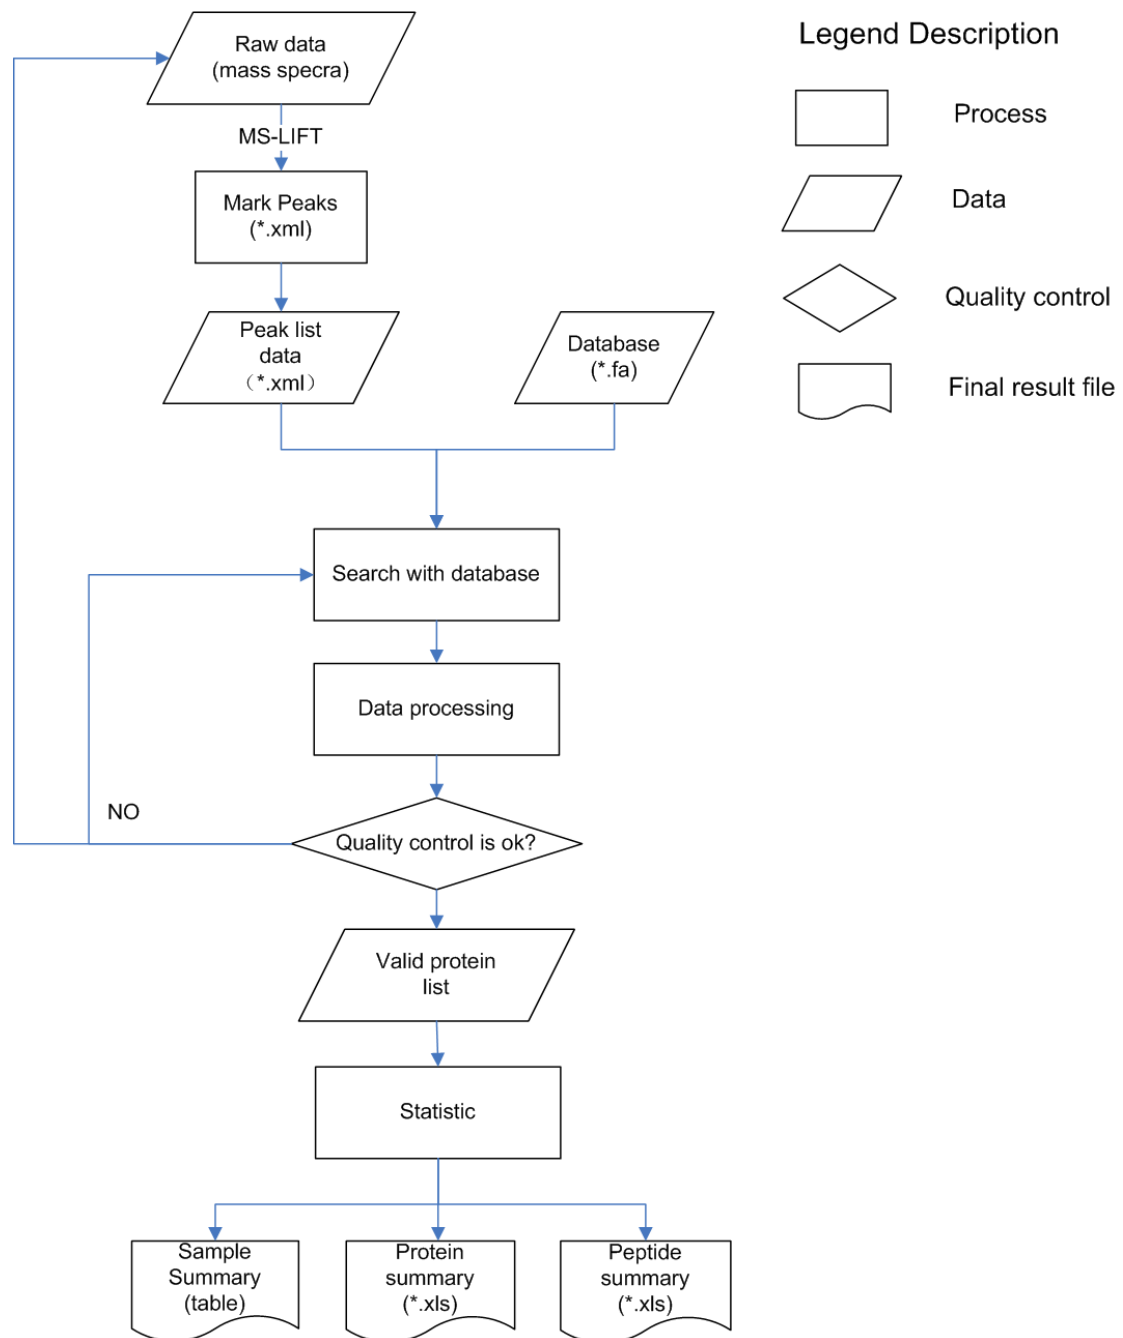 Raw data
(mass specra)
MS-LIFT
Mark Peaks
(*.xml)
Peak list
data
（*.xml）
Database
(*.fa)
Search with database
Data processing
NO
Quality control is ok?
Valid protein
list
Statistic
Sample
Summary
(table)
Protein
summary
(*.xls)
Peptide
summary
(*.xls)
Legend Description
Process
Data
Quality control
Final result file